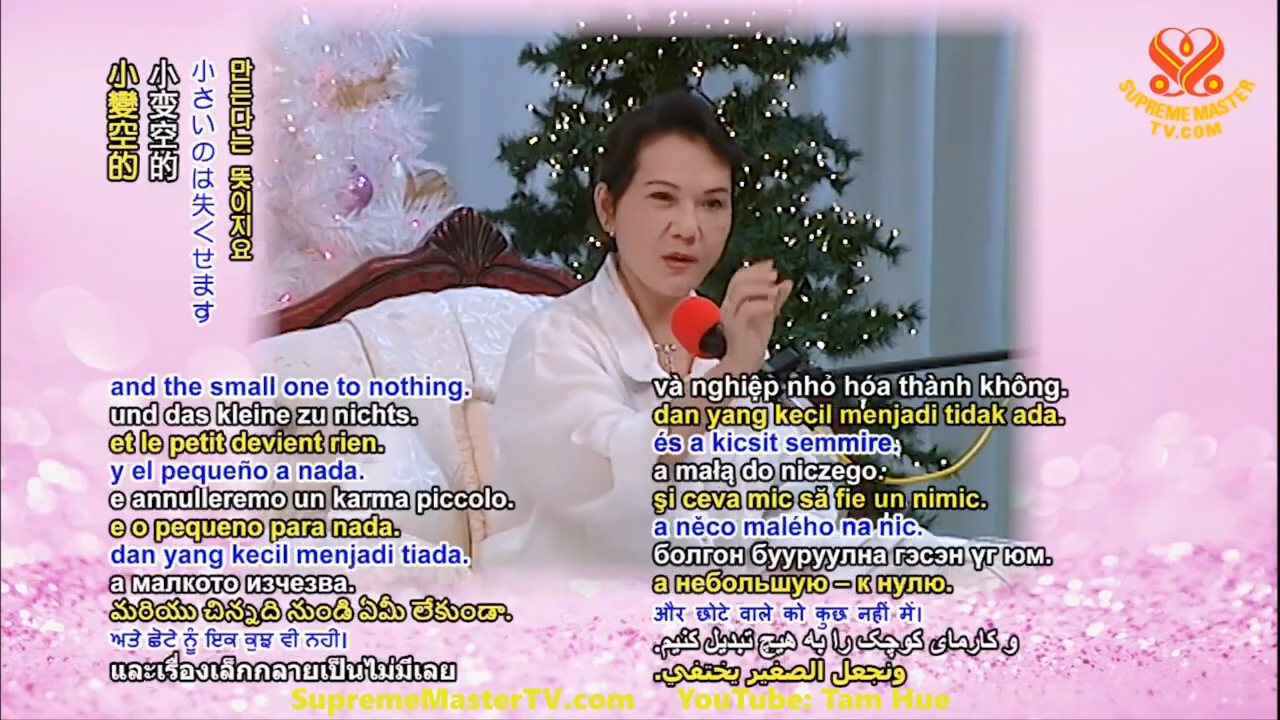 만든다는 뜻이지요
小さいのは失くせます
小变空的
小變空的
SUPREME MASTER
TV.COM
and the small one to nothing.
und das kleine zu nichts.
et le petit devient rien.
y el pequeño a nada.
e annulleremo un karma piccolo.
e o pequeno para nada.
dan yang kecil menjadi tiada.
а малкото изчезва.
మరియు చిన్నది నుండి ఏమీ లేకుండా.
ਅਤੇ ਛੋਟੇ ਨੂੰ ਇਕ ਕੁਝ ਵੀ ਨਹੀ।
และเรื่องเล็กกลายเป็นไม่มีเลย
và nghiệp nhỏ hóa thành không.
dan yang kecil menjadi tidak ada.
és a kicsit semmire.
a małą do niczego.
şi ceva mic să fie un nimic.
a něco malého na nic.
болгон бууруулна гэсэн үг юм.
а небольшую – к нулю.
और छोटे वाले को कुछ नहीं में।
و کارمای کوچک را به هیچ تبدیل کنیم.
ونجعل الصغير يختفي.
SupremeMasterTV.com YouTube: Tam Hue